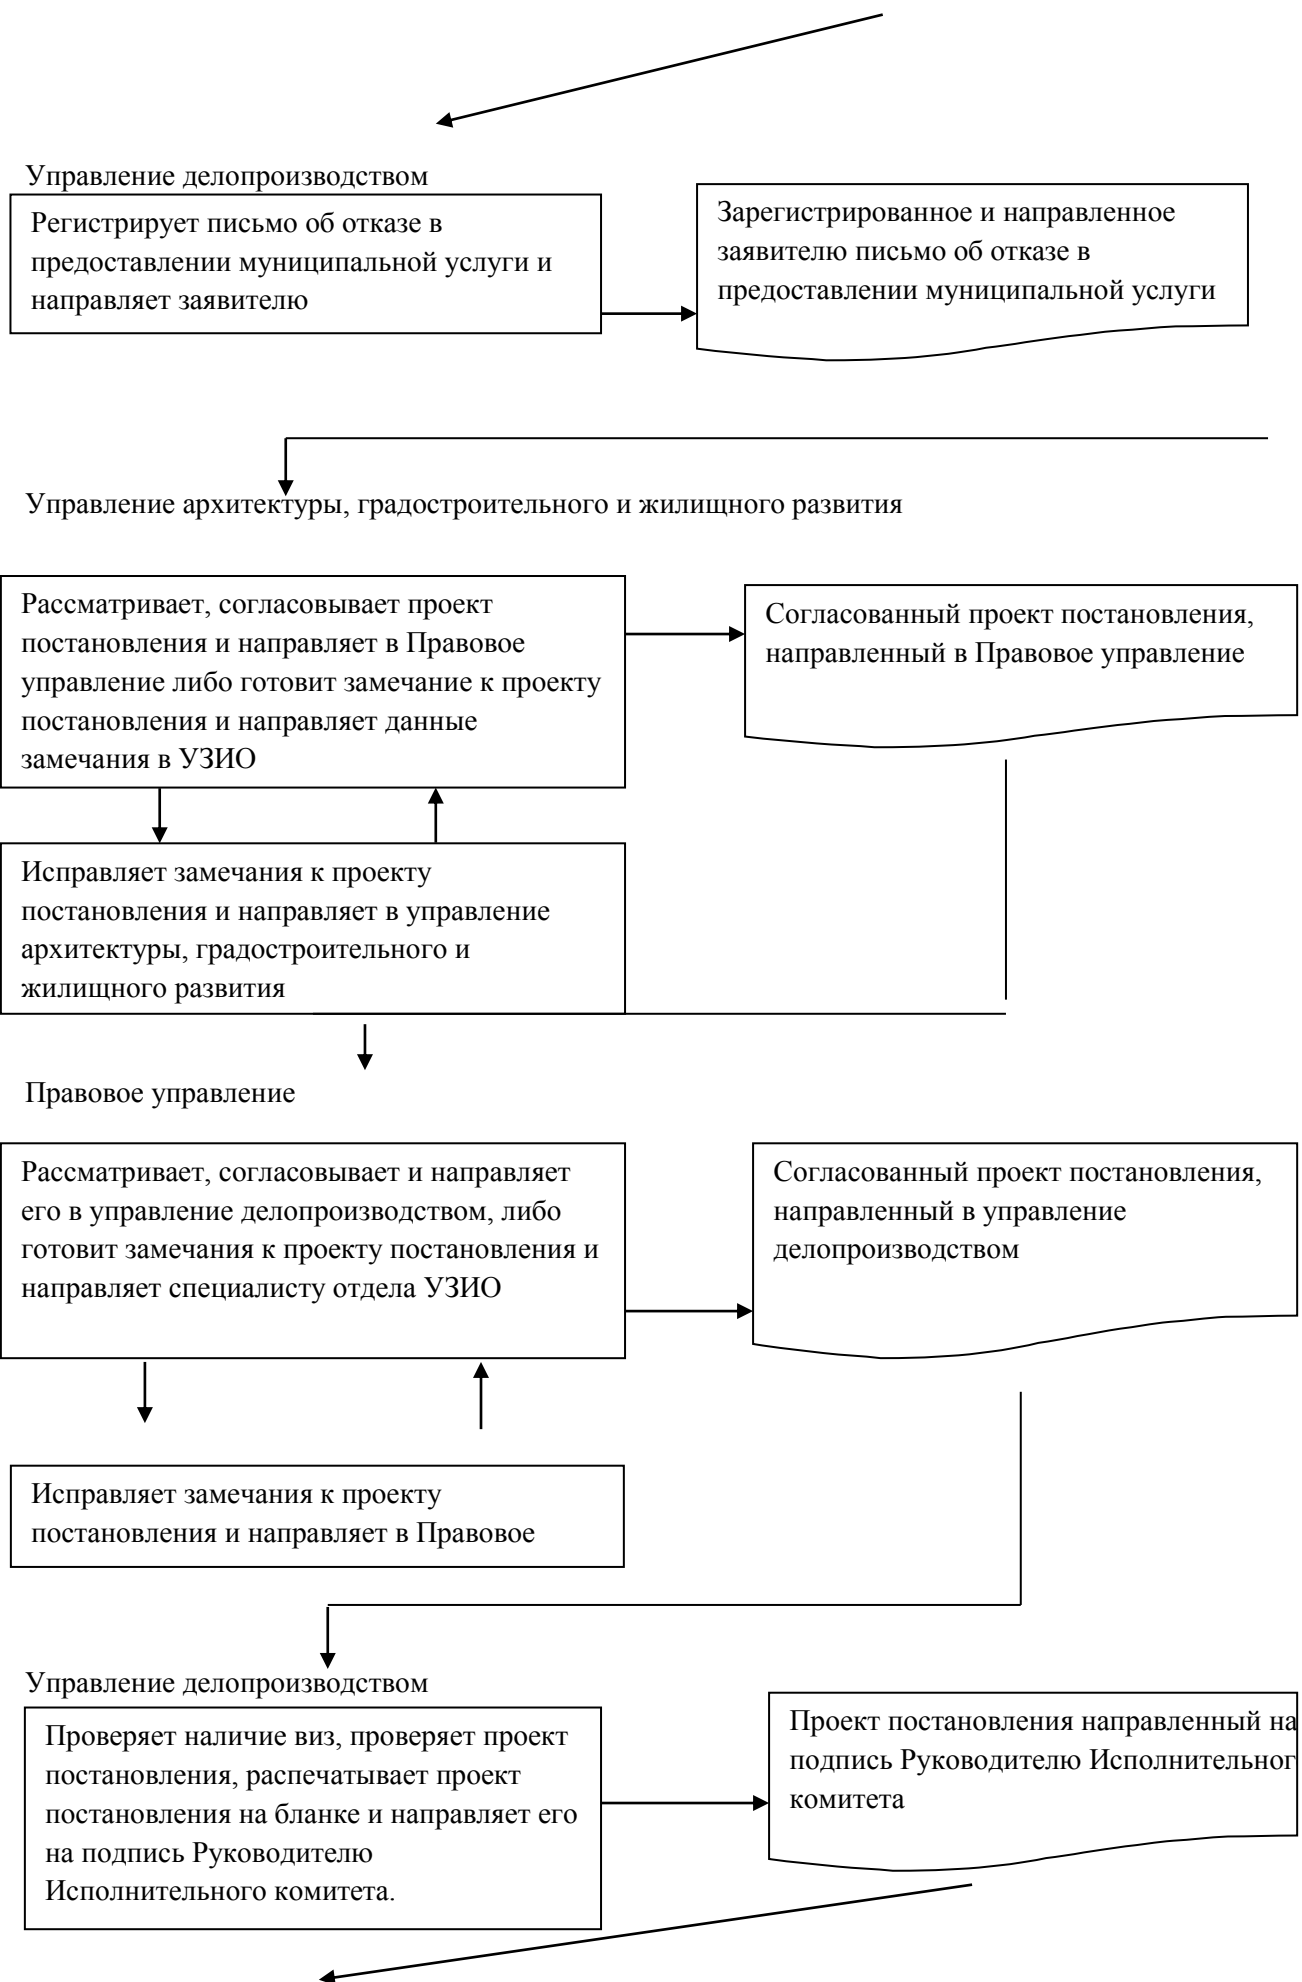 Управление делопроизводством
Регистрирует письмо об отказе в
предоставлении муниципальной услуги и
направляет заявителю
Зарегистрированное и направленное
заявителю письмо об отказе в
предоставлении муниципальной услуги
Управление архитектуры, градостроительного и жилищного развития
Рассматривает, согласовывает проект
постановления и направляет в Правовое
управление либо готовит замечание к проекту
постановления и направляет данные
замечания в УЗИО
Согласованный проект постановления,
направленный в Правовое управление
Исправляет замечания к проекту
постановления и направляет в управление
архитектуры, градостроительного и
жилищного развития
Правовое управление
Рассматривает, согласовывает и направляет
его в управление делопроизводством, либо
готовит замечания к проекту постановления и
направляет специалисту отдела УЗИО
Согласованный проект постановления,
направленный в управление
делопроизводством
Исправляет замечания к проекту
постановления и направляет в Правовое
Управление делопроизводством
Проверяет наличие виз, проверяет проект
постановления, распечатывает проект
постановления на бланке и направляет его
на подпись Руководителю
Исполнительного комитета.
Проект постановления направленный на
подпись Руководителю Исполнительног
комитета